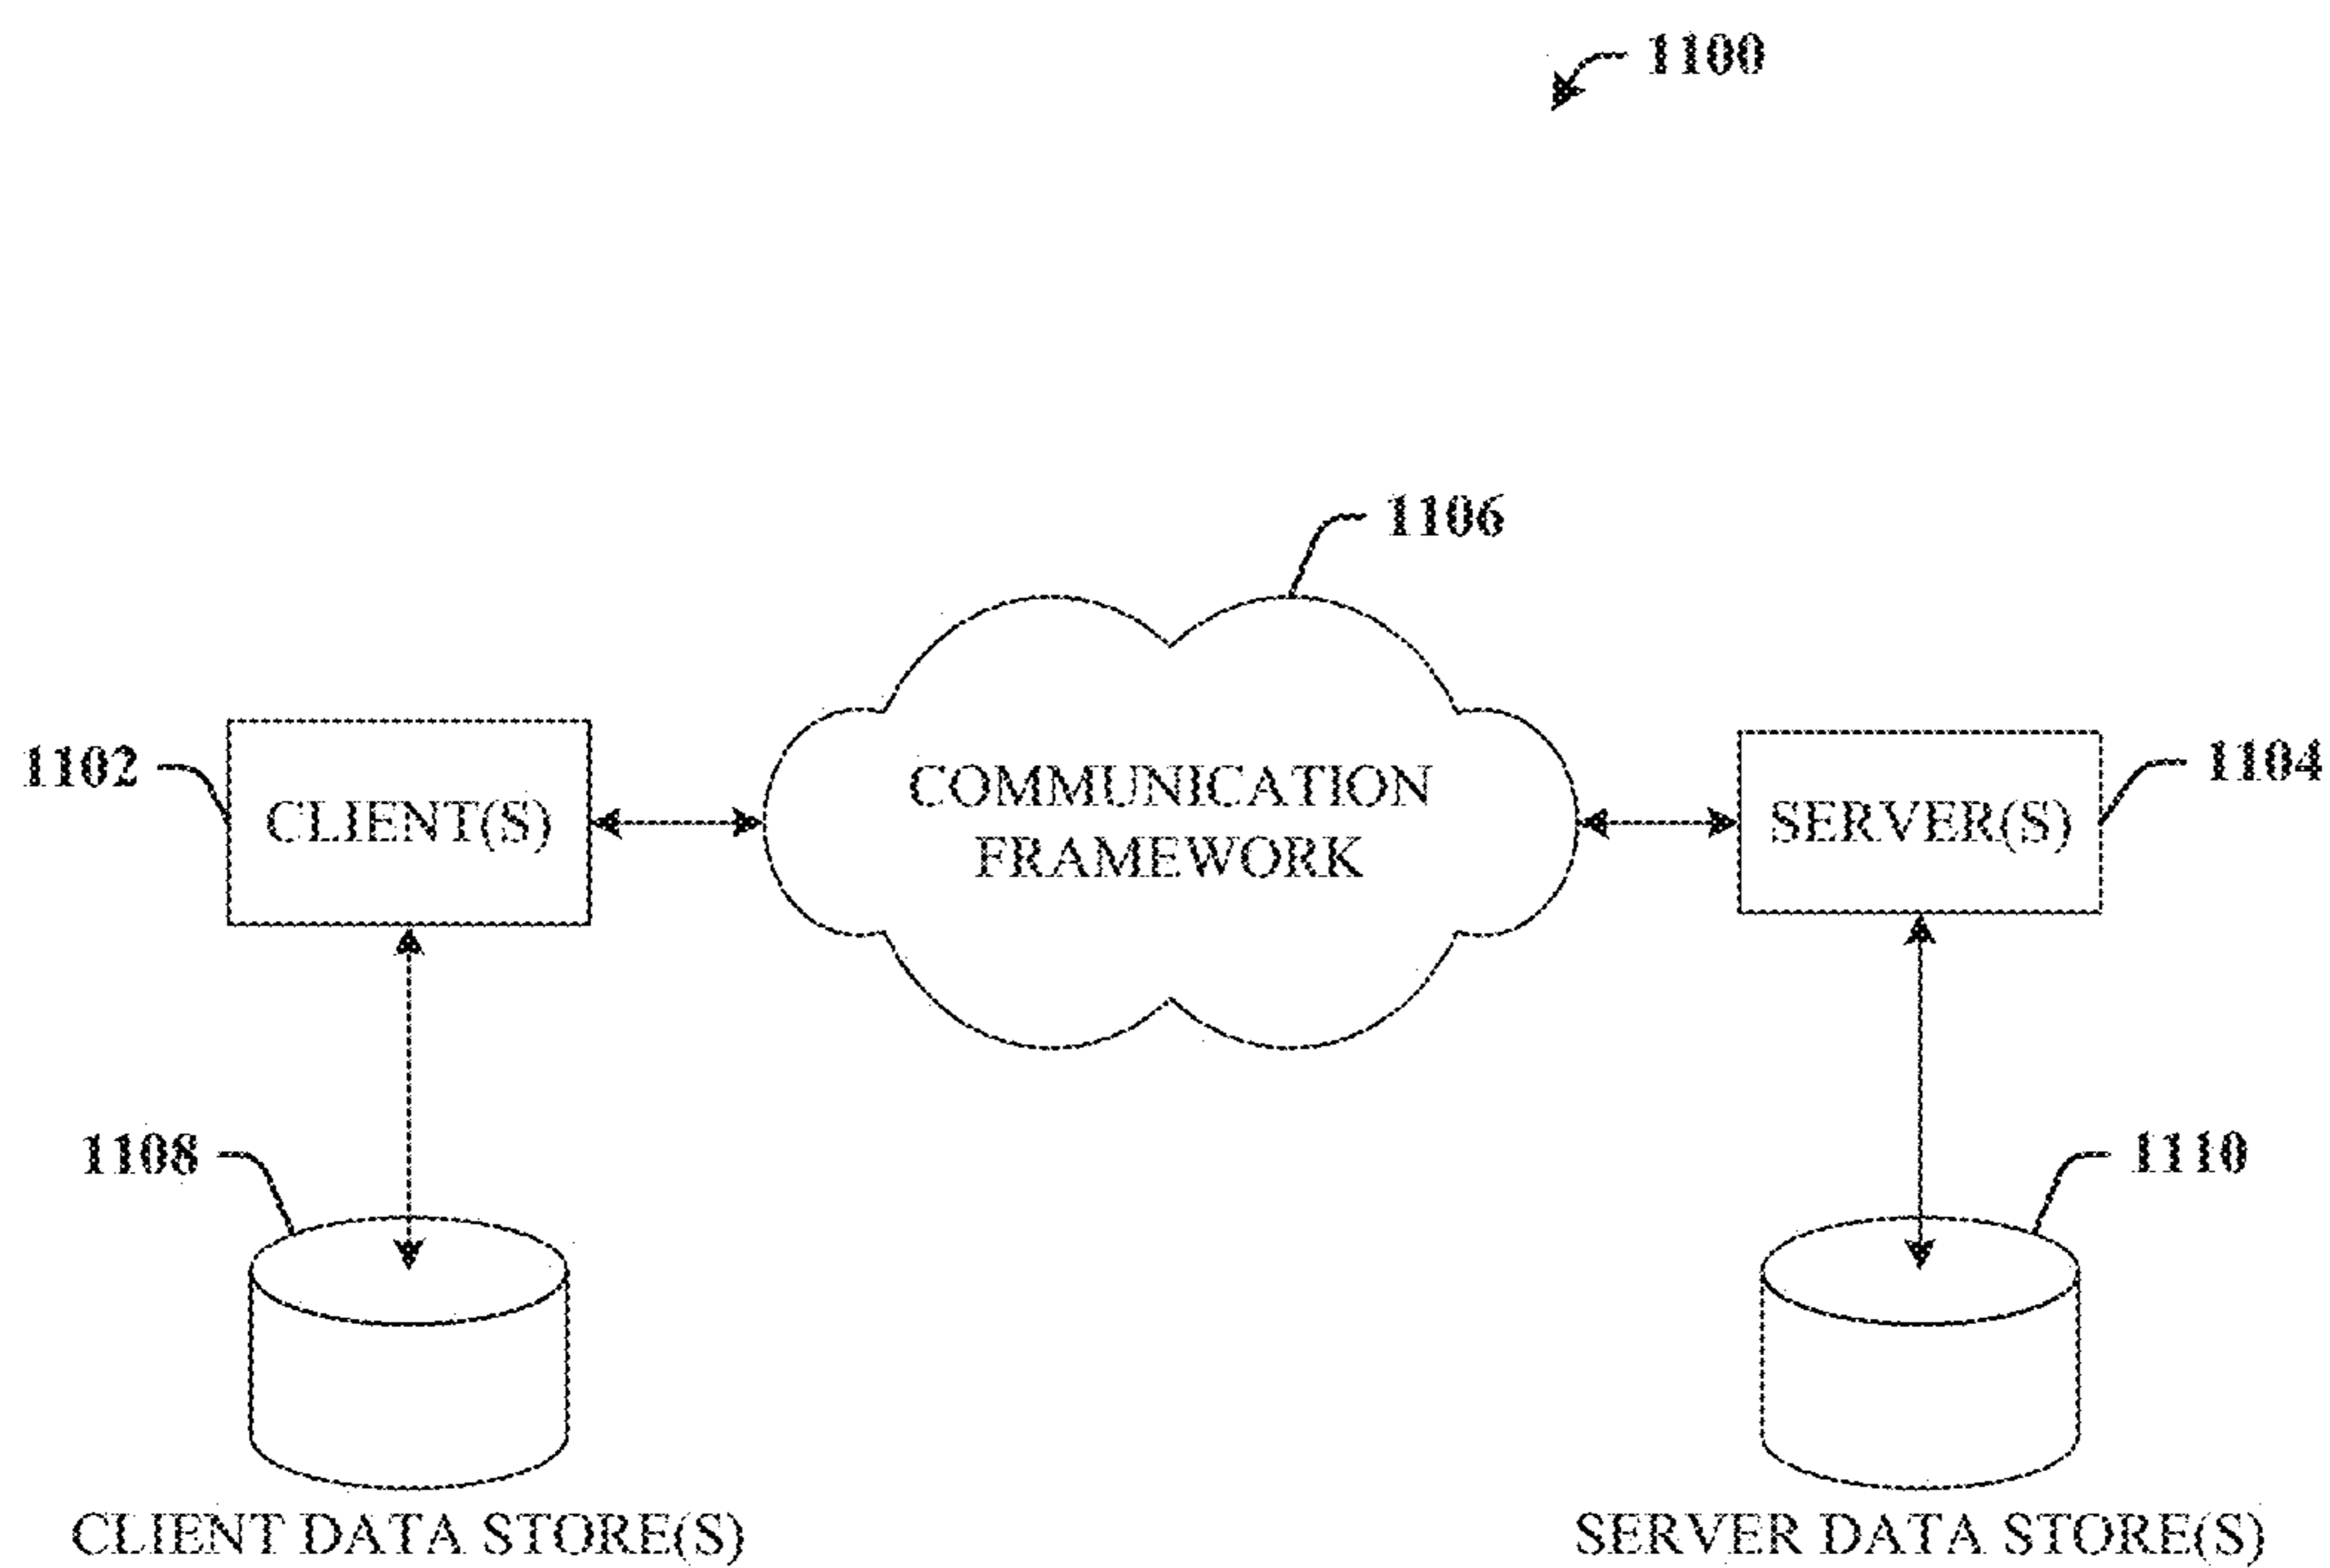 1100
1106
1102
CLIENT(S)
COMMUNICATION
FRAMEWORK
SERVER(S)
1104
1108
1110
CLIENT DATA STORE(S)
SERVER DATA STORE(S)